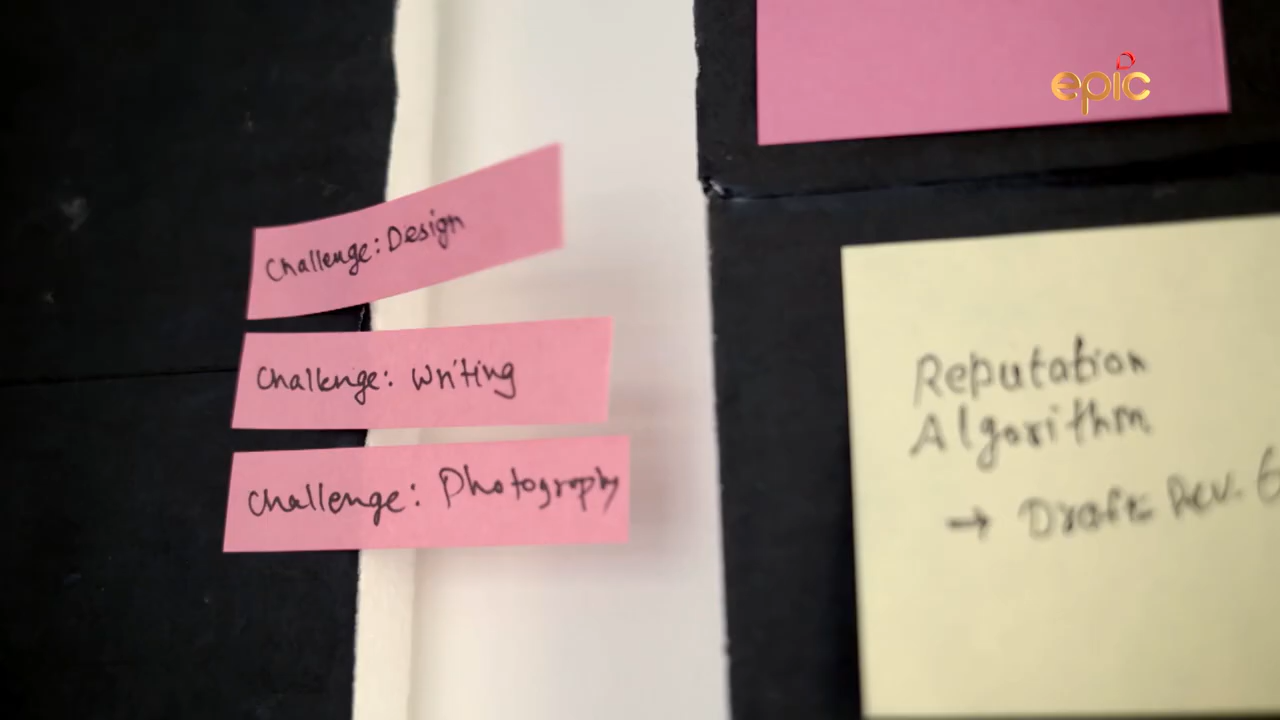 epic
Challenge: Design
Challenge: Writing
Challenge: Photography
Reputation
Algorithm
→ Draft Rev.